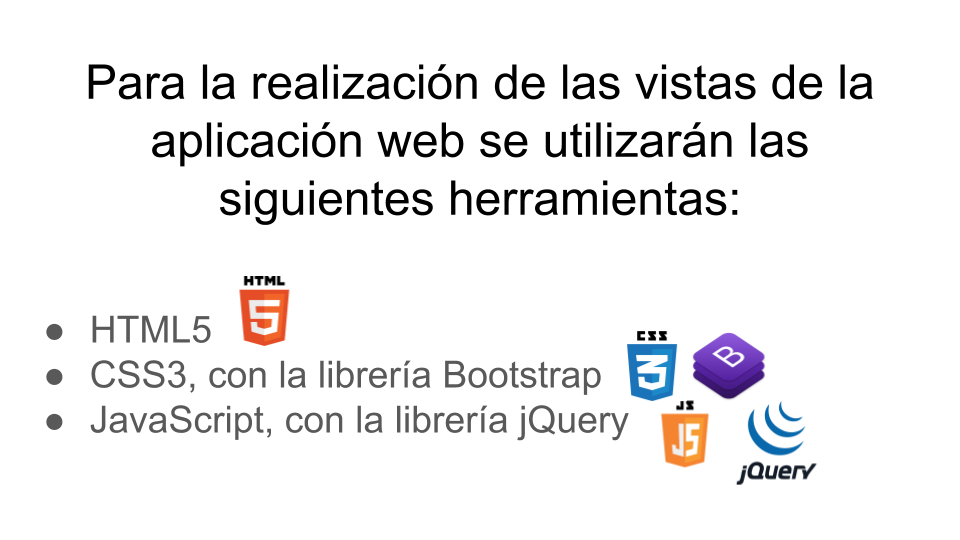 Para la realización de las vistas de la
aplicación web se utilizarán las
siguientes herramientas:
HTML
5
● HTML5
CSS
3
B
● CSS3, con la librería Bootstrap
JS
JS
● JavaScript, con la librería jQuery
jQuery